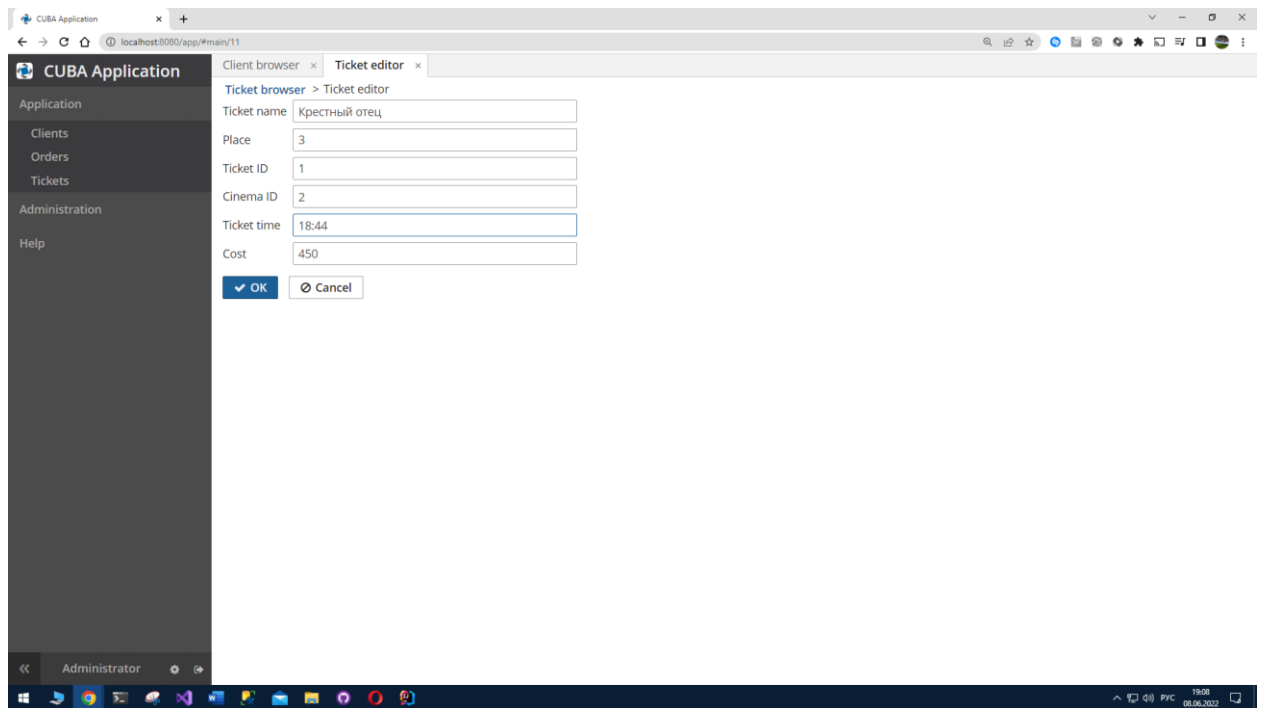 CUBA Application
localhost:8080/app/#main/11
CUBA Application
Client browser Ticket editor
Ticket browser > Ticket editor
Application
Ticket name Крестный отец
Clients
Place 3
Orders
Ticket ID 1
Tickets
Cinema ID 2
Administration
Ticket time 18:44
Help
Cost 450
OK Cancel
Administrator
РУС 19:08
08.06.2022